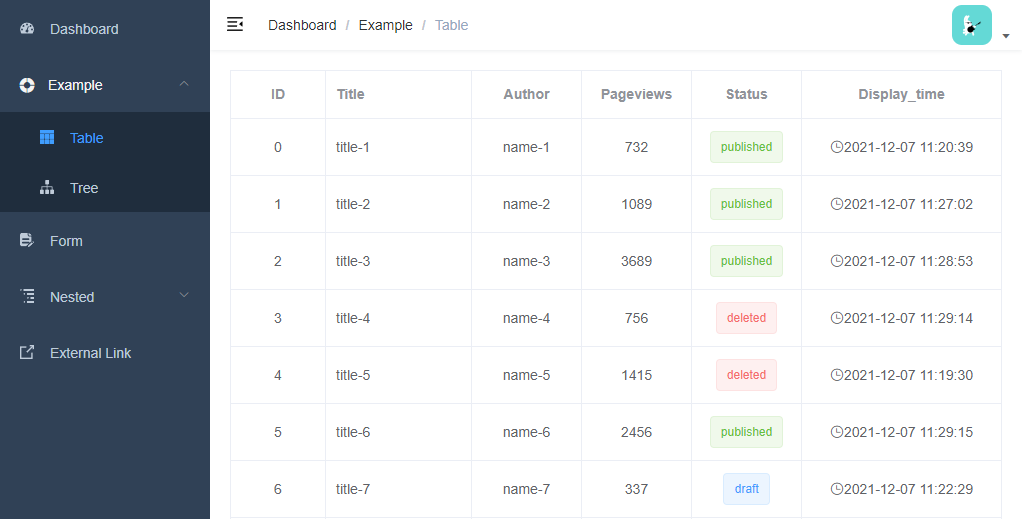 Dashboard
Example
Table
Tree
Form
Nested
External Link
Dashboard / Example / Table
ID Title Author Pageviews Status Display_time
0 title-1 name-1 732 published 2021-12-07 11:20:39
1 title-2 name-2 1089 published 2021-12-07 11:27:02
2 title-3 name-3 3689 published 2021-12-07 11:28:53
3 title-4 name-4 756 deleted 2021-12-07 11:29:14
4 title-5 name-5 1415 deleted 2021-12-07 11:19:30
5 title-6 name-6 2456 published 2021-12-07 11:29:15
6 title-7 name-7 337 draft 2021-12-07 11:22:29